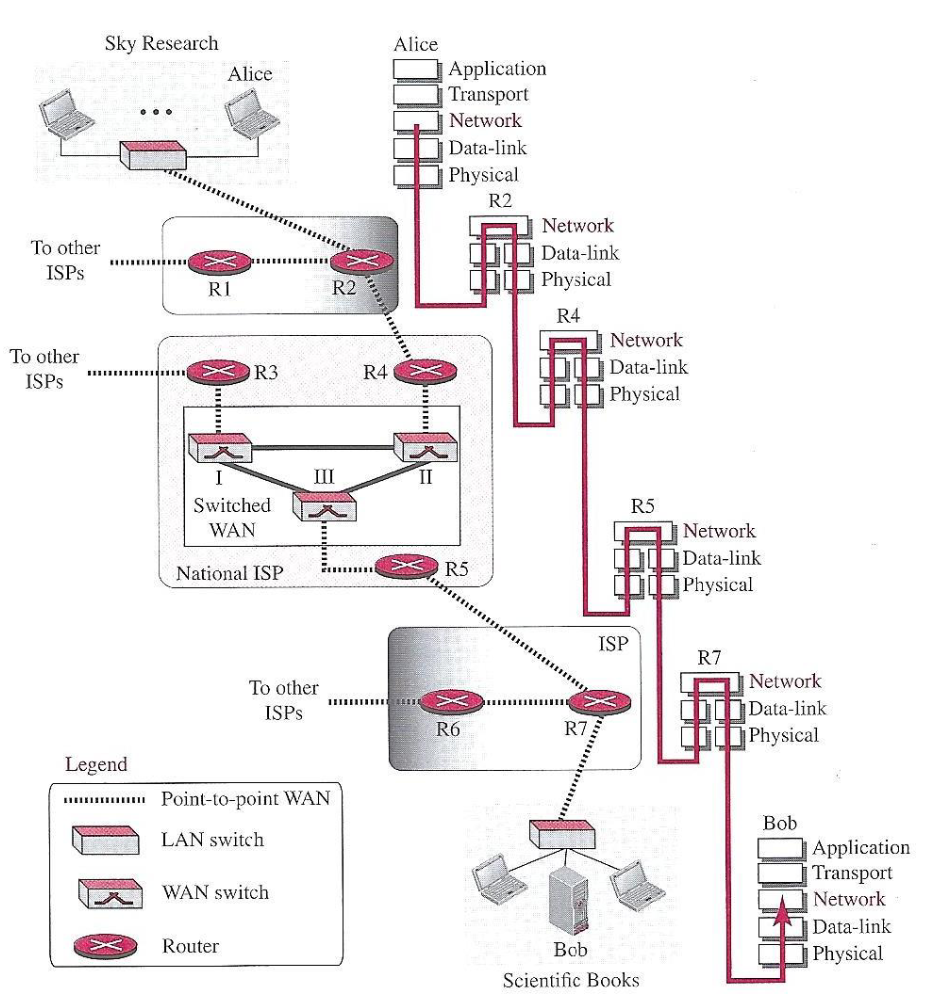 Sky Research
Alice
To other
ISPs
R1
R2
To other
ISPs
R3
R4
I
III
II
Switched
WAN
National ISP
R5
ISP
To other
ISPs
R6
R7
Legend
Point-to-point WAN
LAN switch
WAN switch
Router
Bob
Scientific Books
Alice
Application
Transport
Network
Data-link
Physical
R2
Network
Data-link
Physical
R4
Network
Data-link
Physical
R5
Network
Data-link
Physical
R7
Network
Data-link
Physical
Bob
Application
Transport
Network
Data-link
Physical